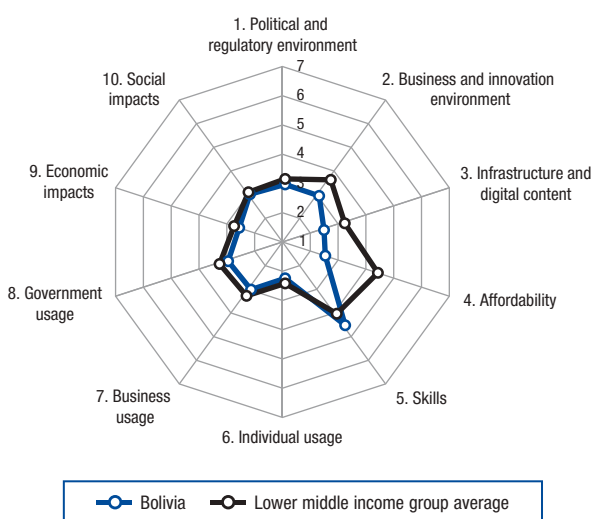 1. Political and
regulatory environment
2. Business and innovation
environment
3. Infrastructure and
digital content
4. Affordability
5. Skills
6. Individual usage
7. Business
usage
8. Government
usage
9. Economic
impacts
10. Social
impacts
7
6
5
4
3
2
1
Bolivia
Lower middle income group average